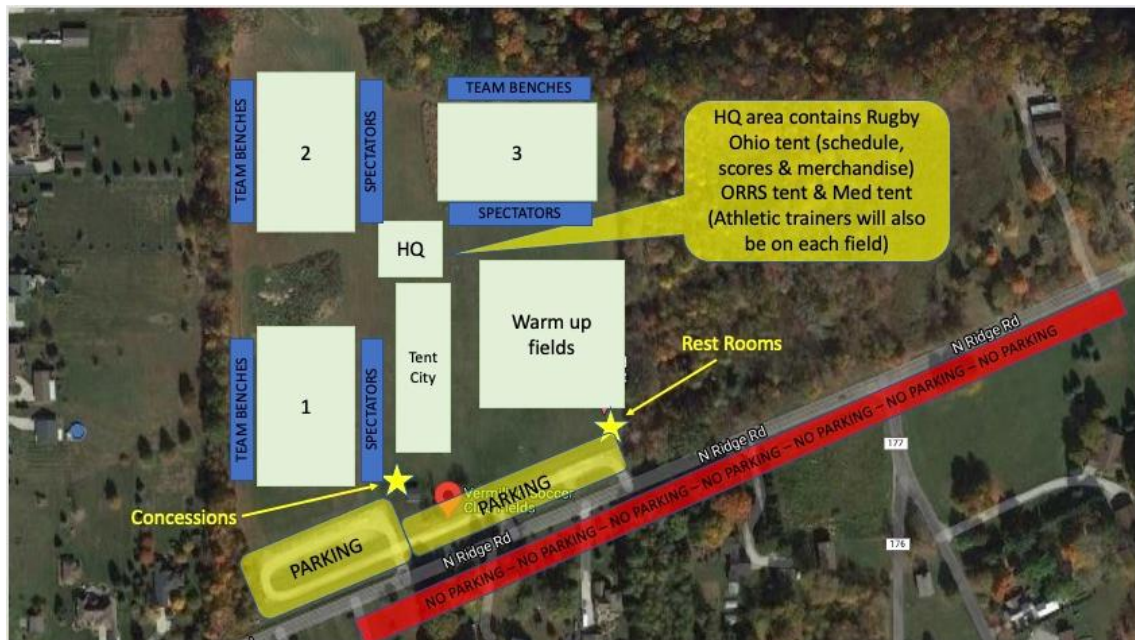 TEAM BENCHES
2
SPECTATORS
TEAM BENCHES
3
SPECTATORS
HQ area contains Rugby
Ohio tent (schedule,
scores & merchandise)
ORRS tent & Med tent
(Athletic trainers will also
be on each field)
HQ
Warm up
fields
Tent
City
TEAM BENCHES
1
SPECTATORS
Rest Rooms
N Ridge Rd
N Ridge Rd
N Ridge Rd
NO PARKING – NO PARKING – NO PARKING – NO PARKING – NO PARKING – NO PARKING – NO PARKING
177
176
Concessions
PARKING
PARKING
Soccer